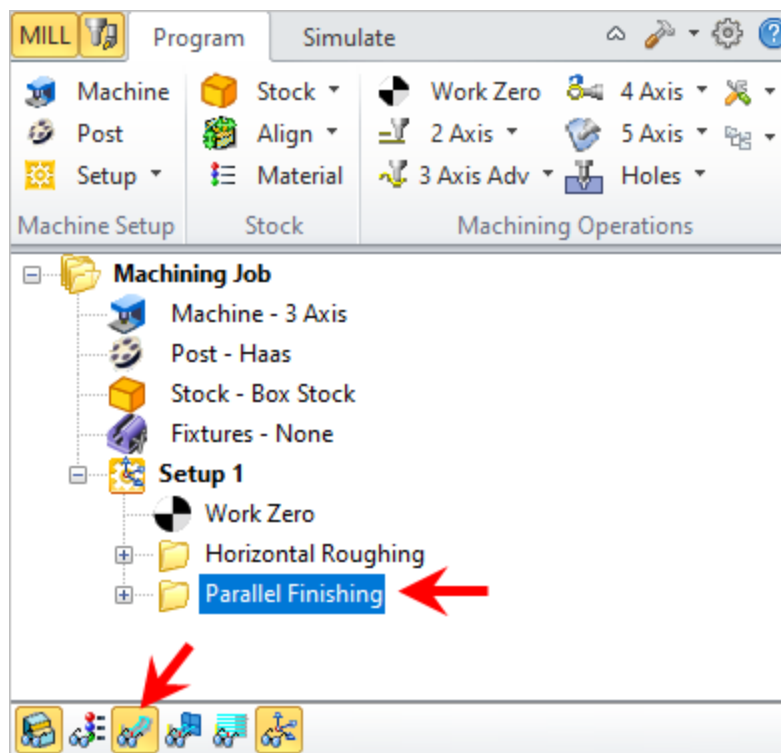 MILL Program Simulate
Machine Stock Work Zero 4 Axis
Post Align 2 Axis 5 Axis
Setup Material 3 Axis Adv Holes
Machine Setup Stock Machining Operations
Machining Job
Machine - 3 Axis
Post - Haas
Stock - Box Stock
Fixtures - None
Setup 1
Work Zero
Horizontal Roughing
Parallel Finishing